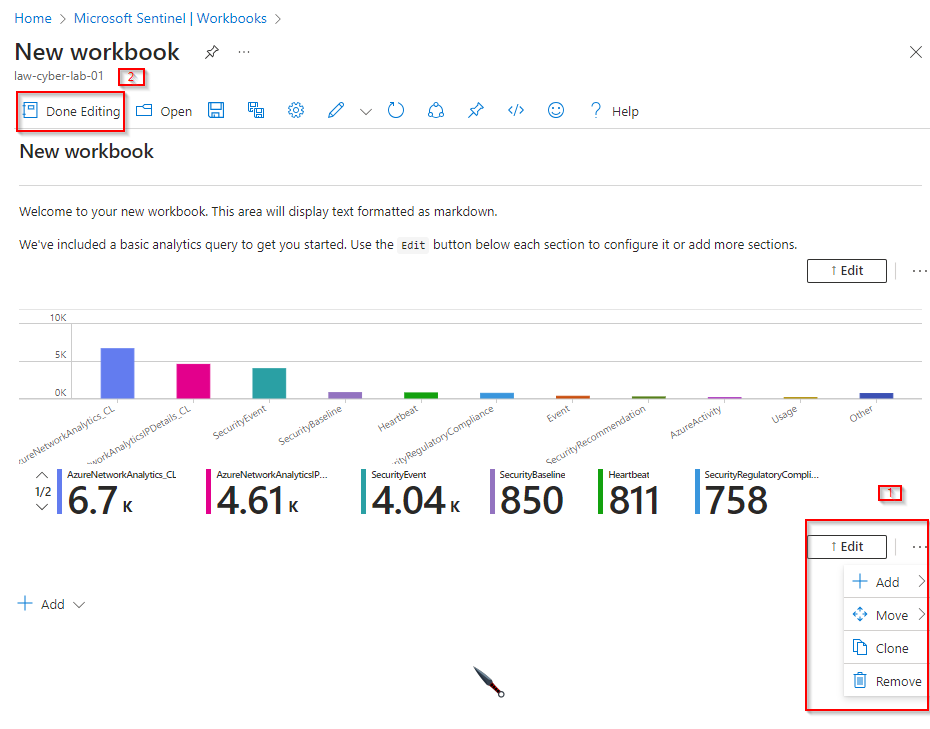 Home > Microsoft Sentinel | Workbooks >
New workbook
law-cyber-lab-01
2
Done Editing Open Help
New workbook
Welcome to your new workbook. This area will display text formatted as markdown.
We've included a basic analytics query to get you started. Use the Edit button below each section to configure it or add more sections.
↑ Edit ...
10K
5K
0K
zureNetworkAnalytics_CL
workAnalyticsIPDetails_CL
SecurityEvent
SecurityBaseline
Heartbeat
rityRegulatoryCompliance
Event
SecurityRecommendation
AzureActivity
Usage
Other
1/2
AzureNetworkAnalytics_CL
6.7 K
AzureNetworkAnalyticsIP...
4.61 K
SecurityEvent
4.04 K
SecurityBaseline
850
Heartbeat
811
SecurityRegulatoryCompli...
758
1
↑ Edit ...
Add
Move
Clone
Remove
Add